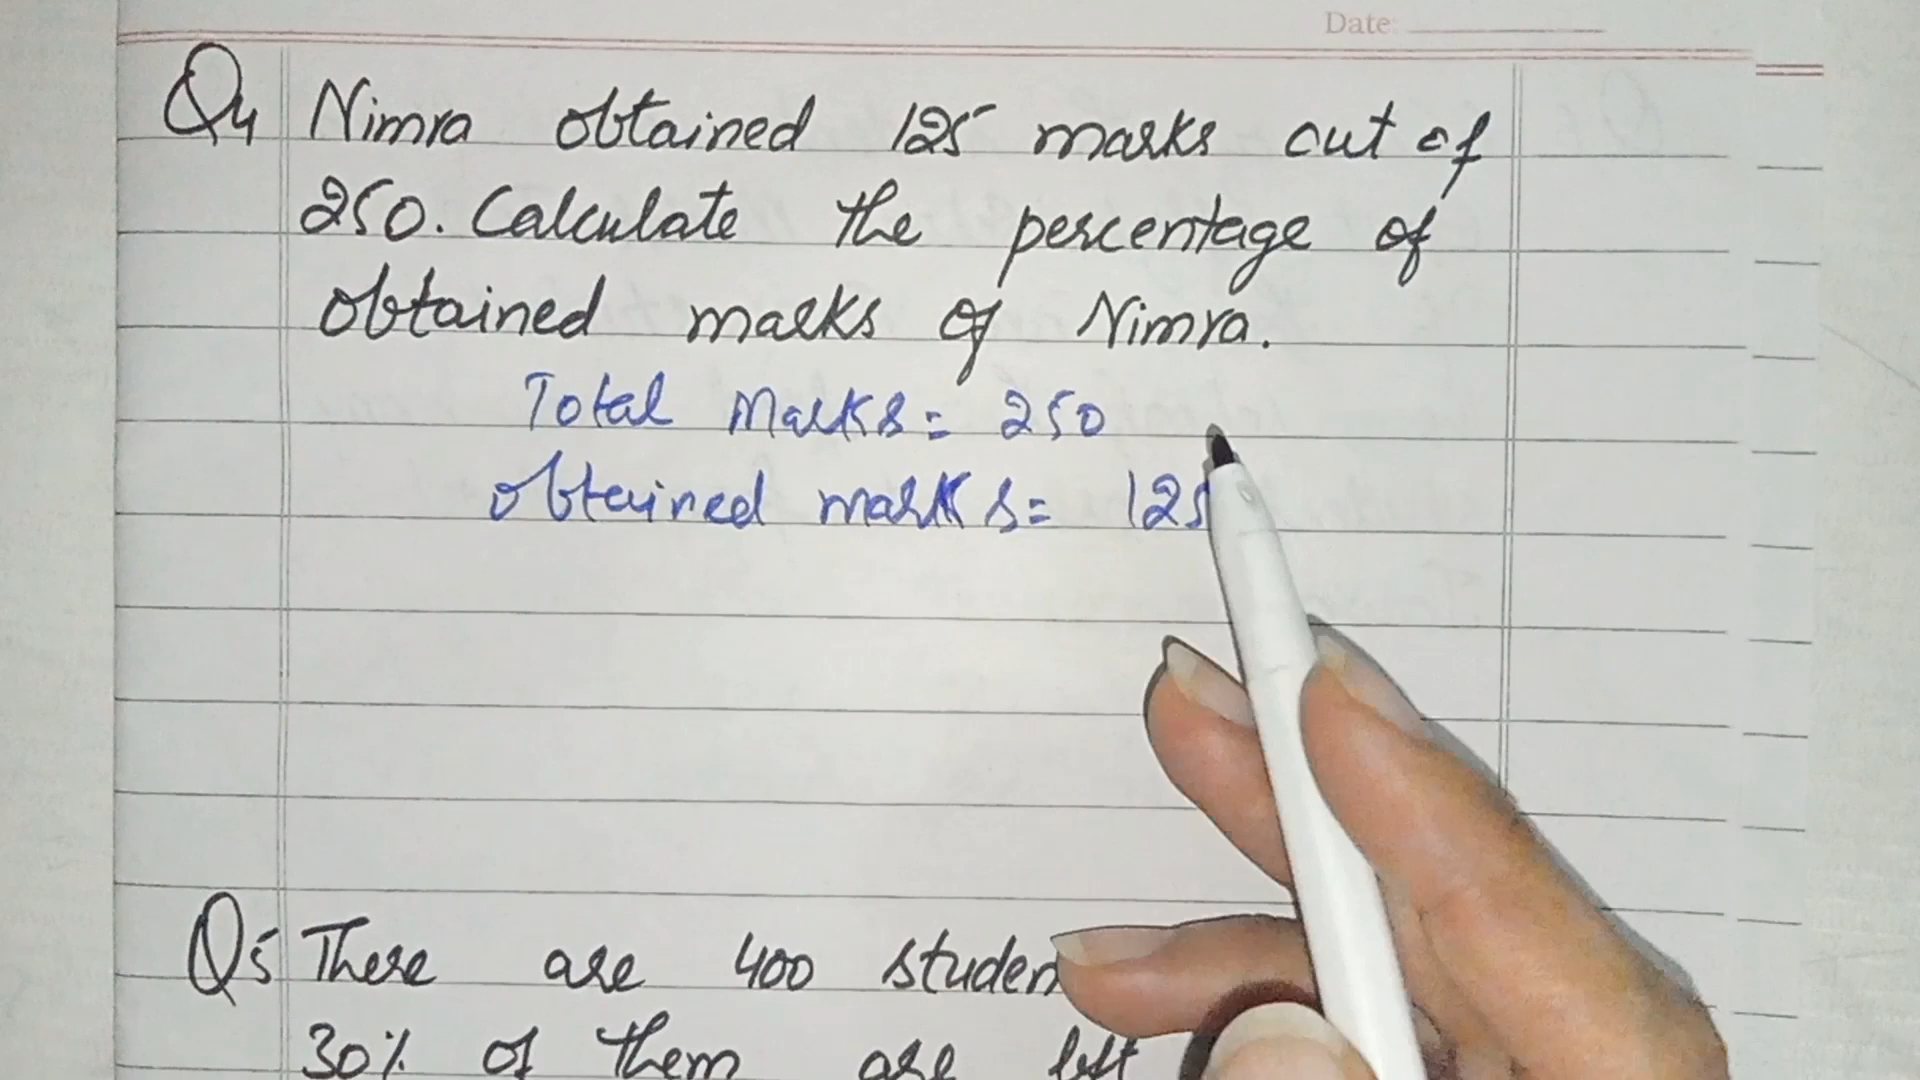 Date:
Q4 Nimra obtained 125 marks out of
250. Calculate the percentage of
obtained marks of Nimra.
Total Marks = 250
obtained marks = 125
Q5 There are 400
30% of them are left